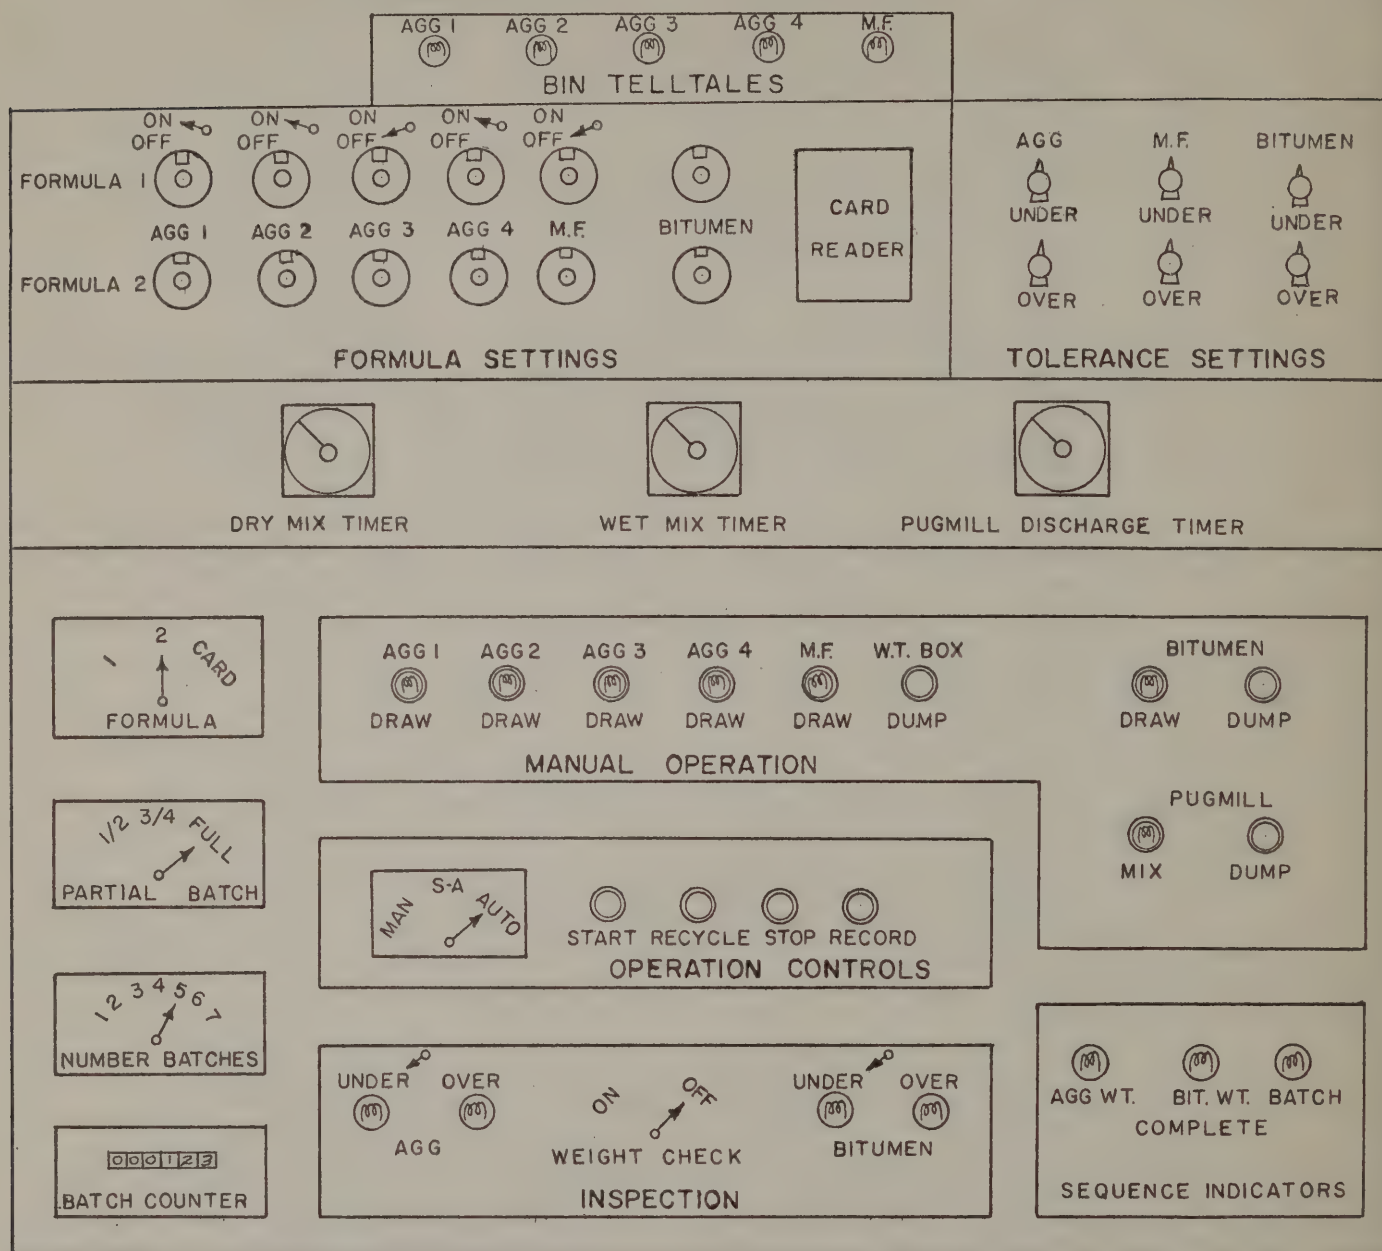 AGG 1 AGG 2 AGG 3 AGG 4 M.F.
BIN TELLTALES
ON ON ON ON ON
OFF OFF OFF OFF OFF
FORMULA 1
AGG 1 AGG 2 AGG 3 AGG 4 M.F. BITUMEN
FORMULA 2
CARD
READER
FORMULA SETTINGS
AGG M.F. BITUMEN
UNDER UNDER UNDER
OVER OVER OVER
TOLERANCE SETTINGS
DRY MIX TIMER WET MIX TIMER PUGMILL DISCHARGE TIMER
1 2 CARD
FORMULA
1/2 3/4 FULL
PARTIAL BATCH
1 2 3 4 5 6 7
NUMBER BATCHES
000123
BATCH COUNTER
AGG 1 AGG 2 AGG 3 AGG 4 M.F. W.T. BOX BITUMEN
DRAW DRAW DRAW DRAW DRAW DUMP DRAW DUMP
MANUAL OPERATION
PUGMILL
MIX DUMP
MAN S-A AUTO
START RECYCLE STOP RECORD
OPERATION CONTROLS
UNDER OVER
AGG
ON OFF
WEIGHT CHECK
UNDER OVER
BITUMEN
INSPECTION
AGG WT. BIT. WT. BATCH
COMPLETE
SEQUENCE INDICATORS